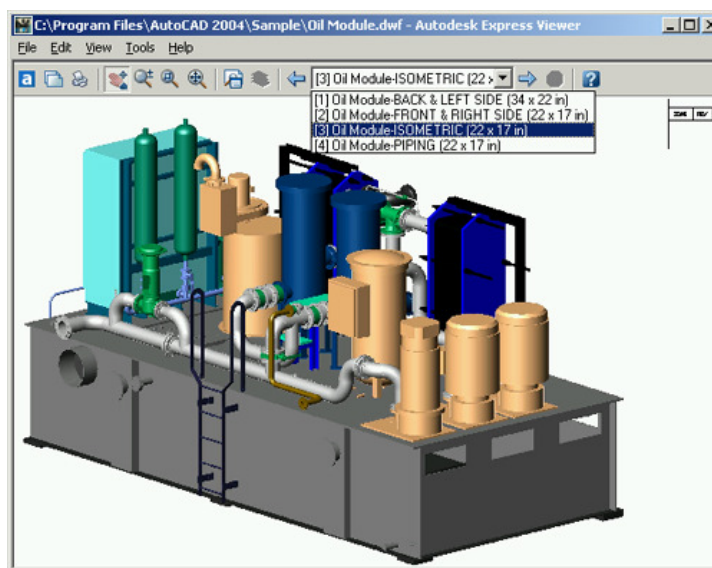 C:\Program Files\AutoCAD 2004\Sample\Oil Module.dwf - Autodesk Express Viewer
File Edit View Tools Help
a [3] Oil Module-ISOMETRIC (22 x ?
[1] Oil Module-BACK & LEFT SIDE (34 x 22 in)
[2] Oil Module-FRONT & RIGHT SIDE (22 x 17 in)
[3] Oil Module-ISOMETRIC (22 x 17 in)
[4] Oil Module-PIPING (22 x 17 in)